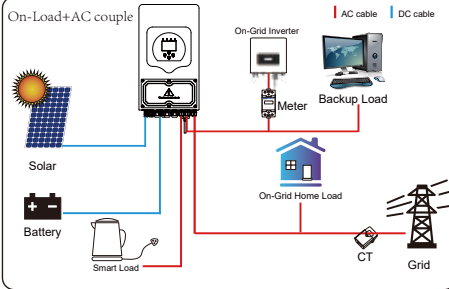 On-Load+AC couple
AC cable
DC cable
On-Grid Inverter
Meter
Backup Load
Solar
On-Grid Home Load
Battery
Smart Load
CT
Grid